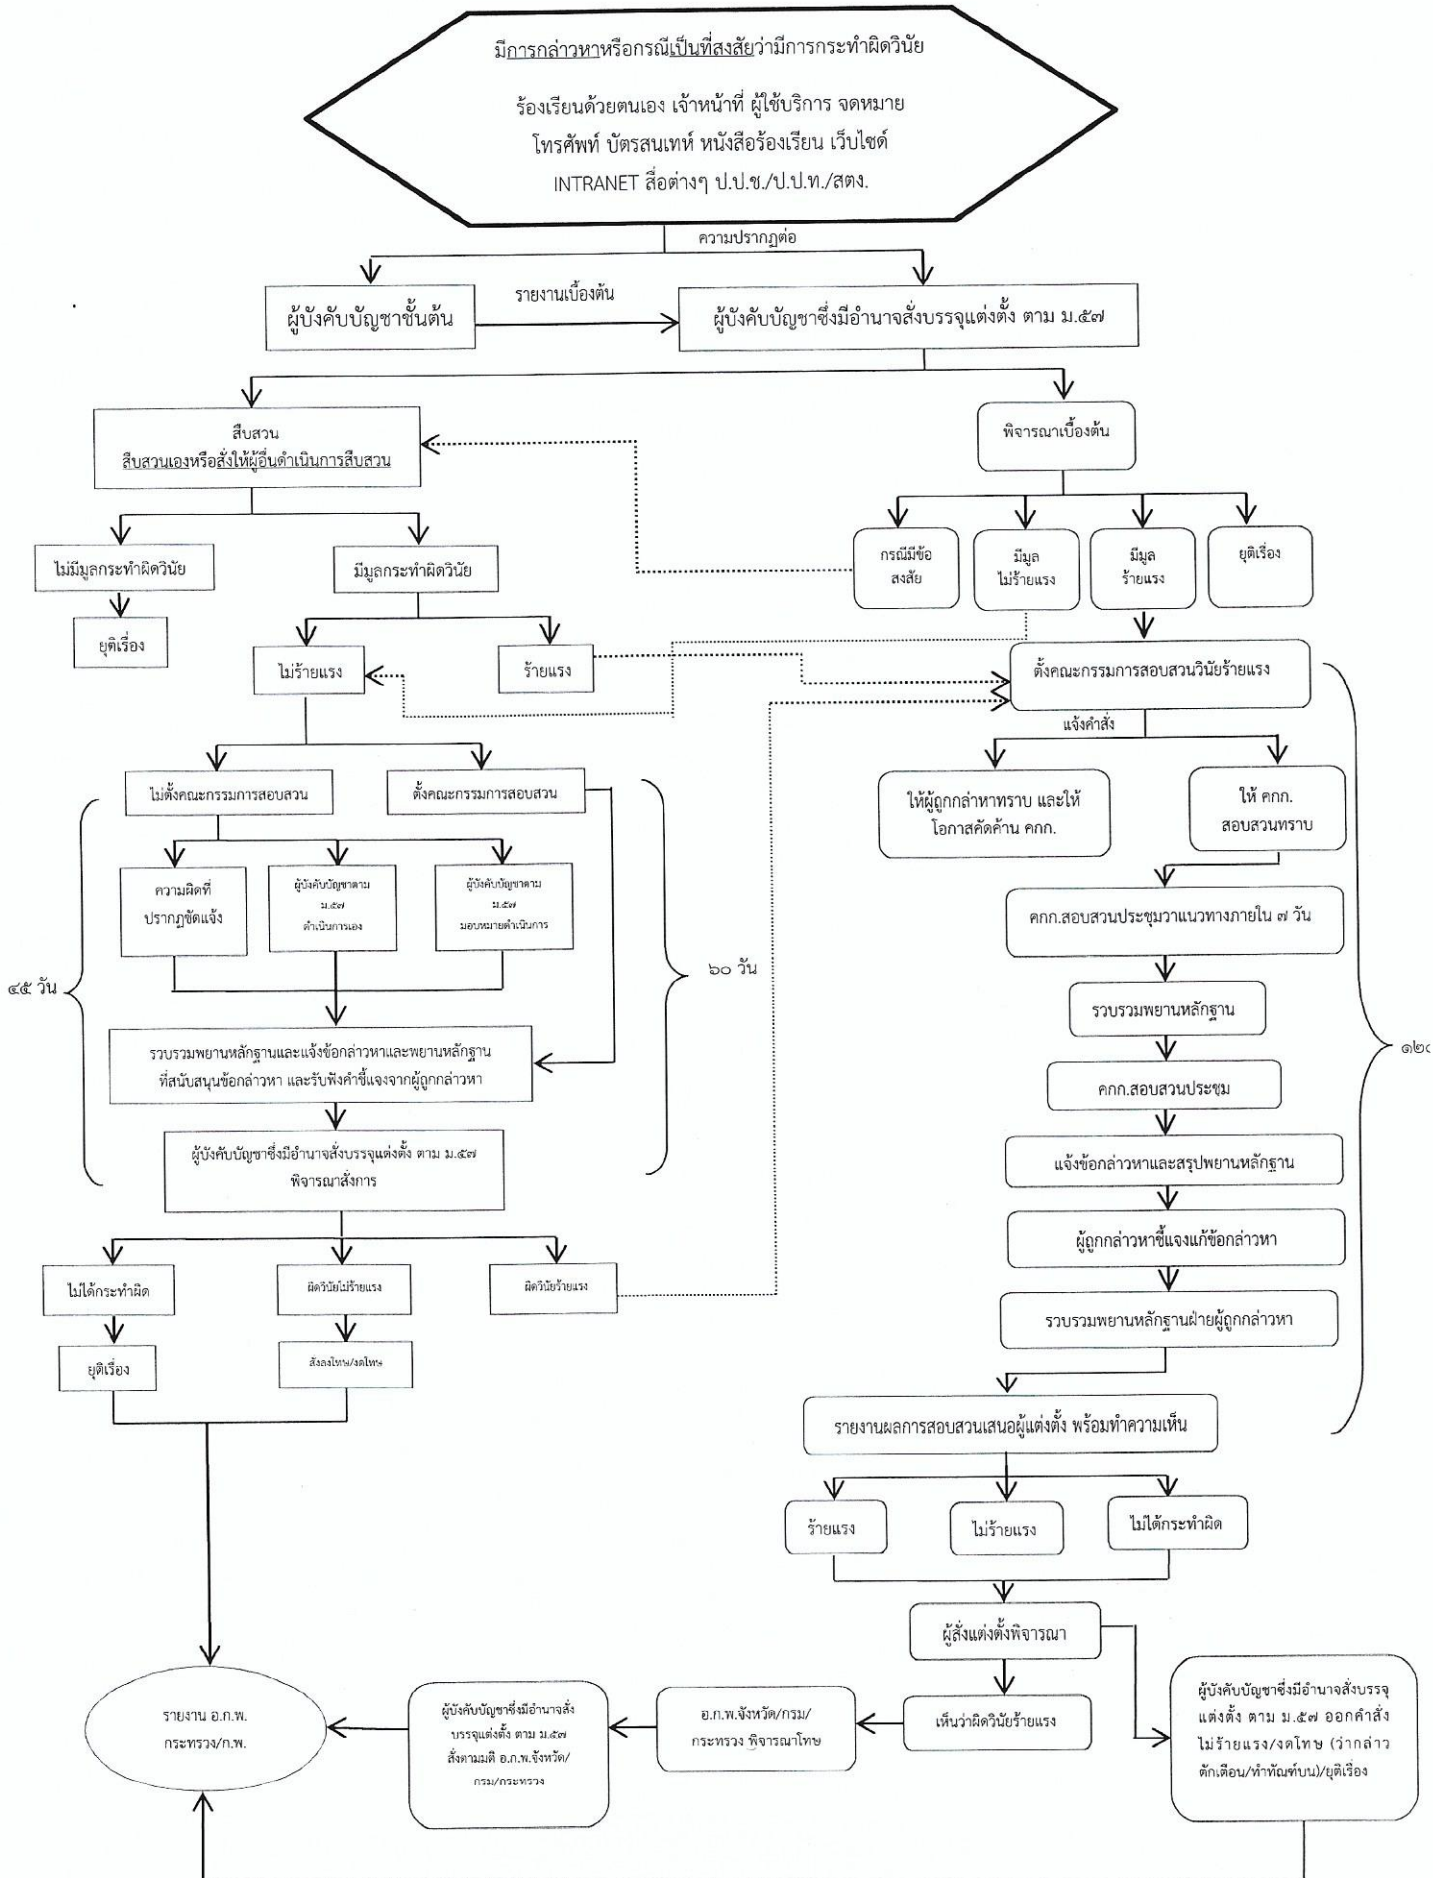 มีการกล่าวหาหรือกรณีเป็นที่สงสัยว่ามีการกระทำผิดวินัย
ร้องเรียนด้วยตนเอง เจ้าหน้าที่ ผู้ใช้บริการ จดหมาย
โทรศัพท์ บัตรสนเทห์ หนังสือร้องเรียน เว็บไซด์
INTRANET สื่อต่างๆ ป.ป.ช./ป.ป.ท./สตง.
ความปรากฏต่อ
ผู้บังคับบัญชาชั้นต้น
รายงานเบื้องต้น
ผู้บังคับบัญชาซึ่งมีอำนาจสั่งบรรจุแต่งตั้ง ตาม ม.๕๗
สืบสวน
สืบสวนเองหรือสั่งให้ผู้อื่นดำเนินการสืบสวน
พิจารณาเบื้องต้น
ไม่มีมูลกระทำผิดวินัย
มีมูลกระทำผิดวินัย
กรณีมีข้อ
สงสัย
มีมูล
ไม่ร้ายแรง
มีมูล
ร้ายแรง
ยุติเรื่อง
ยุติเรื่อง
ไม่ร้ายแรง
ร้ายแรง
ตั้งคณะกรรมการสอบสวนวินัยร้ายแรง
แจ้งคำสั่ง
ไม่ตั้งคณะกรรมการสอบสวน
ตั้งคณะกรรมการสอบสวน
ให้ผู้ถูกกล่าหาทราบ และให้
โอกาสคัดค้าน คกก.
ให้ คกก.
สอบสวนทราบ
ความผิดที่
ปรากฏชัดแจ้ง
ผู้บังคับบัญชาตาม
ม.๕๗
ดำเนินการเอง
ผู้บังคับบัญชาตาม
ม.๕๗
มอบหมายดำเนินการ
คกก.สอบสวนประชุมวาแนวทางภายใน ๗ วัน
๔๕ วัน
๖๐ วัน
รวบรวมพยานหลักฐาน
รวบรวมพยานหลักฐานและแจ้งข้อกล่าวหาและพยานหลักฐาน
ที่สนับสนุนข้อกล่าวหา และรับฟังคำชี้แจงจากผู้ถูกกล่าวหา
๑๒๐
คกก.สอบสวนประชุม
ผู้บังคับบัญชาซึ่งมีอำนาจสั่งบรรจุแต่งตั้ง ตาม ม.๕๗
พิจารณาสั่งการ
แจ้งข้อกล่าวหาและสรุปพยานหลักฐาน
ผู้ถูกกล่าวหาชี้แจงแก้ข้อกล่าวหา
ไม่ได้กระทำผิด
ผิดวินัยไม่ร้ายแรง
ผิดวินัยร้ายแรง
รวบรวมพยานหลักฐานฝ่ายผู้ถูกกล่าวหา
ยุติเรื่อง
สั่งลงโทษ/งดโทษ
รายงานผลการสอบสวนเสนอผู้แต่งตั้ง พร้อมทำความเห็น
ร้ายแรง
ไม่ร้ายแรง
ไม่ได้กระทำผิด
ผู้สั่งแต่งตั้งพิจารณา
รายงาน อ.ก.พ.
กระทรวง/ก.พ.
ผู้บังคับบัญชาซึ่งมีอำนาจสั่ง
บรรจุแต่งตั้ง ตาม ม.๕๗
สั่งตามมติ อ.ก.พ.จังหวัด/
กรม/กระทรวง
อ.ก.พ.จังหวัด/กรม/
กระทรวง พิจารณาโทษ
เห็นว่าผิดวินัยร้ายแรง
ผู้บังคับบัญชาซึ่งมีอำนาจสั่งบรรจุ
แต่งตั้ง ตาม ม.๕๗ ออกคำสั่ง
ไม่ร้ายแรง/งดโทษ (ว่ากล่าว
ตักเตือน/ทำทัณฑ์บน)/ยุติเรื่อง